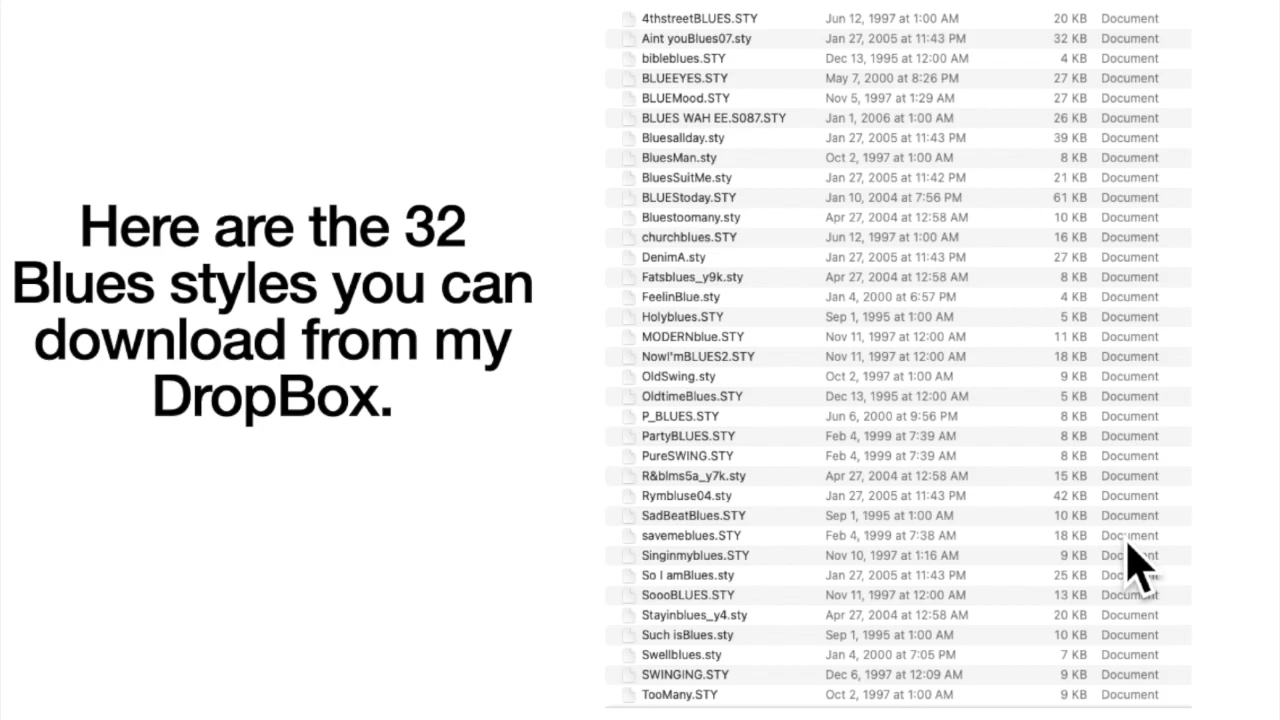 Here are the 32
Blues styles you can
download from my
DropBox.
4thstreetBLUES.STY Jun 12, 1997 at 1:00 AM 20 KB Document
Aint youBlues07.sty Jan 27, 2005 at 11:43 PM 32 KB Document
bibleblues.STY Dec 13, 1995 at 12:00 AM 4 KB Document
BLUEEYES.STY May 7, 2000 at 8:26 PM 27 KB Document
BLUEMood.STY Nov 5, 1997 at 1:29 AM 27 KB Document
BLUES WAH EE.S087.STY Jan 1, 2006 at 1:00 AM 26 KB Document
Bluesallday.sty Jan 27, 2005 at 11:43 PM 39 KB Document
BluesMan.sty Oct 2, 1997 at 1:00 AM 8 KB Document
BluesSuitMe.sty Jan 27, 2005 at 11:42 PM 21 KB Document
BLUEStoday.STY Jan 10, 2004 at 7:56 PM 61 KB Document
Bluestoomany.sty Apr 27, 2004 at 12:58 AM 10 KB Document
churchblues.STY Jun 12, 1997 at 1:00 AM 16 KB Document
DenimA.sty Jan 27, 2005 at 11:43 PM 27 KB Document
Fatsblues_y9k.sty Apr 27, 2004 at 12:58 AM 8 KB Document
FeelinBlue.sty Jan 4, 2000 at 6:57 PM 4 KB Document
Holyblues.STY Sep 1, 1995 at 1:00 AM 5 KB Document
MODERNblue.STY Nov 11, 1997 at 12:00 AM 11 KB Document
NowI'mBLUES2.STY Nov 11, 1997 at 12:00 AM 18 KB Document
OldSwing.sty Oct 2, 1997 at 1:00 AM 9 KB Document
OldtimeBlues.STY Dec 13, 1995 at 12:00 AM 5 KB Document
P_BLUES.STY Jun 6, 2000 at 9:56 PM 8 KB Document
PartyBLUES.STY Feb 4, 1999 at 7:39 AM 8 KB Document
PureSWING.STY Feb 4, 1999 at 7:39 AM 8 KB Document
R&blms5a_y7k.sty Apr 27, 2004 at 12:58 AM 15 KB Document
Rymbluse04.sty Jan 27, 2005 at 11:43 PM 42 KB Document
SadBeatBlues.STY Sep 1, 1995 at 1:00 AM 10 KB Document
savemeblues.STY Feb 4, 1999 at 7:38 AM 18 KB Document
Singinmyblues.STY Nov 10, 1997 at 1:16 AM 9 KB Document
So I amBlues.sty Jan 27, 2005 at 11:43 PM 25 KB Document
SoooBLUES.STY Nov 11, 1997 at 12:00 AM 13 KB Document
Stayinblues_y4.sty Apr 27, 2004 at 12:58 AM 20 KB Document
Such isBlues.sty Sep 1, 1995 at 1:00 AM 10 KB Document
Swellblues.sty Jan 4, 2000 at 7:05 PM 7 KB Document
SWINGING.STY Dec 6, 1997 at 12:09 AM 9 KB Document
TooMany.STY Oct 2, 1997 at 1:00 AM 9 KB Document